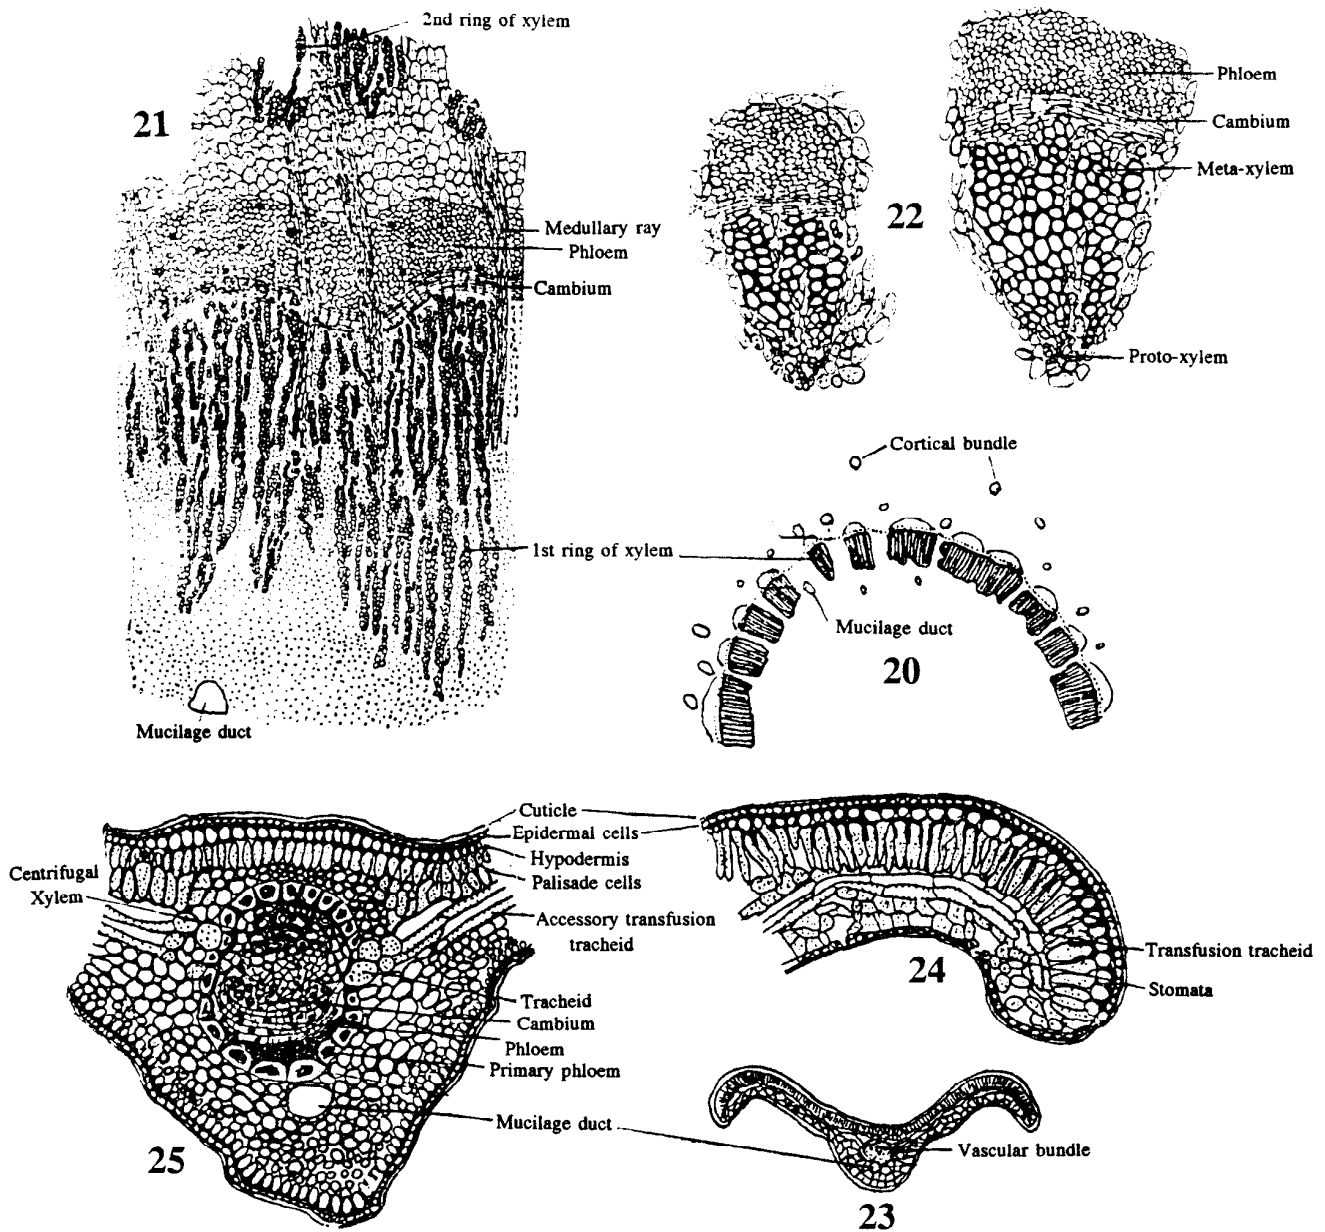 2nd ring of xylem
21
Medullary ray
Phloem
Cambium
1st ring of xylem
Mucilage duct
22
Phloem
Cambium
Meta-xylem
Proto-xylem
Cortical bundle
Mucilage duct
20
Centrifugal
Xylem
Cuticle
Epidermal cells
Hypodermis
Palisade cells
Accessory transfusion
tracheid
Tracheid
Cambium
Phloem
Primary phloem
Mucilage duct
25
24
Transfusion tracheid
Stomata
Vascular bundle
23